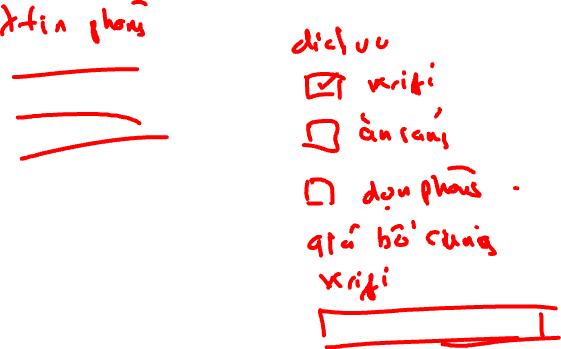 ttin phòng
dịch vụ
wifi
ăn sáng
dọn phòng
giá bổ sung
wifi